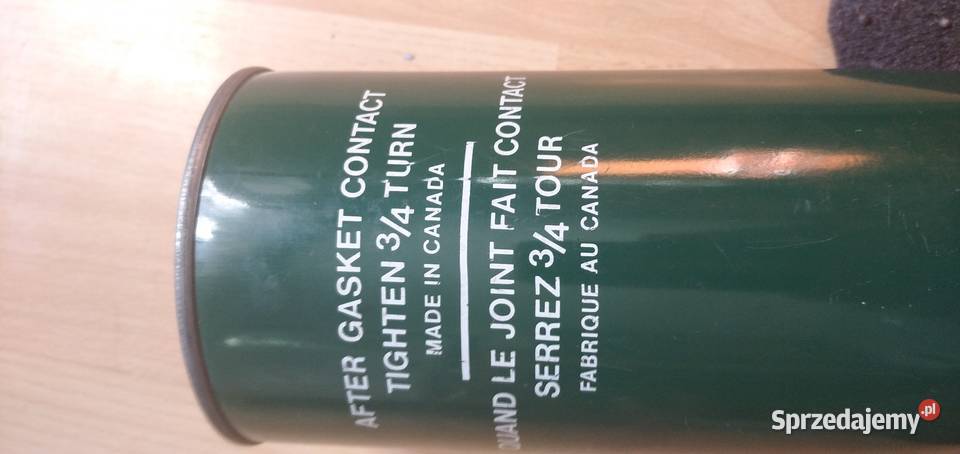 AFTER GASKET CONTACT
TIGHTEN 3/4 TURN
MADE IN CANADA
QUAND LE JOINT FAIT CONTACT
SERREZ 3/4 TOUR
FABRIQUE AU CANADA
Sprzedajemy.pl